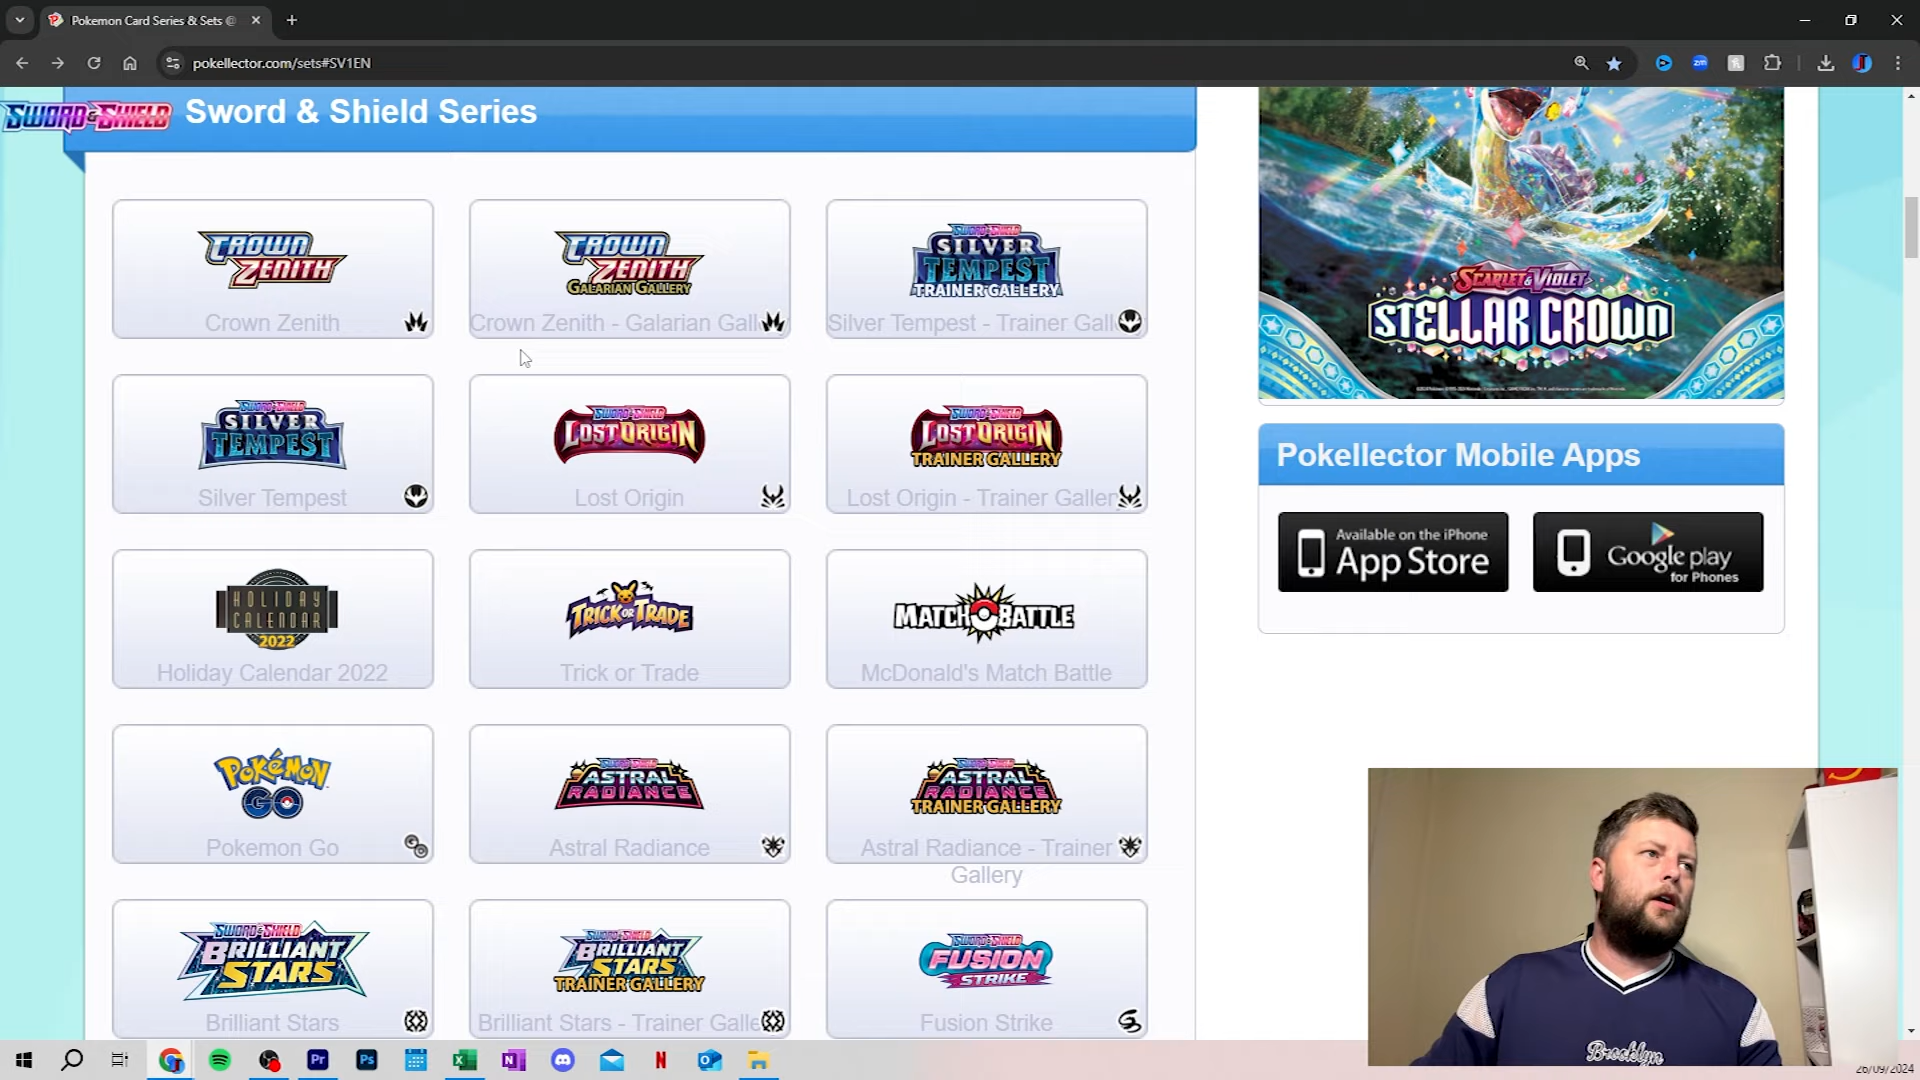 Pokemon Card Series & Sets @
pokellector.com/sets#SV1EN
SWORD & SHIELD
Sword & Shield Series
CROWN ZENITH
Crown Zenith
CROWN ZENITH GALARIAN GALLERY
Crown Zenith - Galarian Gall
SWORD & SHIELD SILVER TEMPEST TRAINER GALLERY
Silver Tempest - Trainer Gall
SWORD & SHIELD SILVER TEMPEST
Silver Tempest
SWORD & SHIELD LOST ORIGIN
Lost Origin
SWORD & SHIELD LOST ORIGIN TRAINER GALLERY
Lost Origin - Trainer Galler
HOLIDAY CALENDAR 2022
Holiday Calendar 2022
TRICK OR TRADE
Trick or Trade
MATCH BATTLE
McDonald's Match Battle
POKéMON GO
Pokemon Go
SWORD & SHIELD ASTRAL RADIANCE
Astral Radiance
SWORD & SHIELD ASTRAL RADIANCE TRAINER GALLERY
Astral Radiance - Trainer
Gallery
SWORD & SHIELD BRILLIANT STARS
Brilliant Stars
SWORD & SHIELD BRILLIANT STARS TRAINER GALLERY
Brilliant Stars - Trainer Galle
SWORD & SHIELD FUSION STRIKE
Fusion Strike
SCARLET & VIOLET
STELLAR CROWN
Pokellector Mobile Apps
Available on the iPhone
App Store
Google play
for Phones
Brooklyn
zm
Pr
Ps
N
26/09/2024